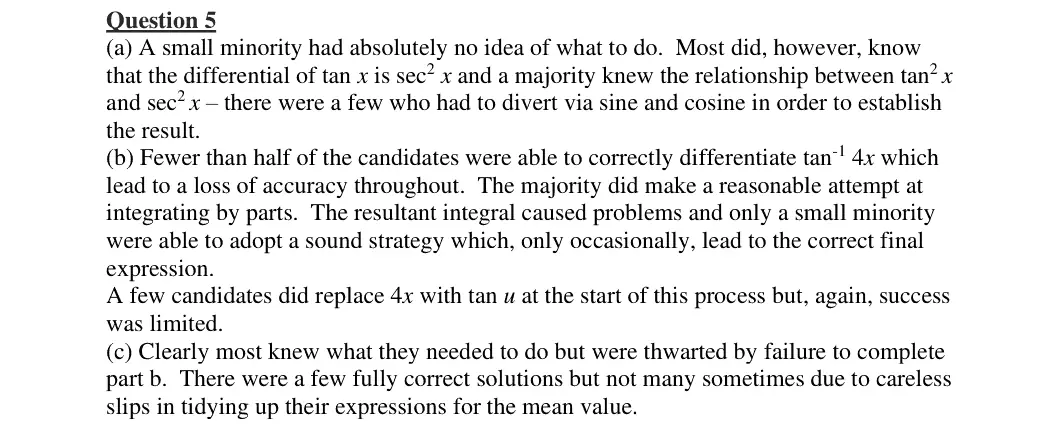 Question 5
(a) A small minority had absolutely no idea of what to do.  Most did, however, know
that the differential of tan x is sec² x and a majority knew the relationship between tan² x
and sec² x – there were a few who had to divert via sine and cosine in order to establish
the result.
(b) Fewer than half of the candidates were able to correctly differentiate tan⁻¹ 4x which
lead to a loss of accuracy throughout.  The majority did make a reasonable attempt at
integrating by parts.  The resultant integral caused problems and only a small minority
were able to adopt a sound strategy which, only occasionally, lead to the correct final
expression.
A few candidates did replace 4x with tan u at the start of this process but, again, success
was limited.
(c) Clearly most knew what they needed to do but were thwarted by failure to complete
part b.  There were a few fully correct solutions but not many sometimes due to careless
slips in tidying up their expressions for the mean value.